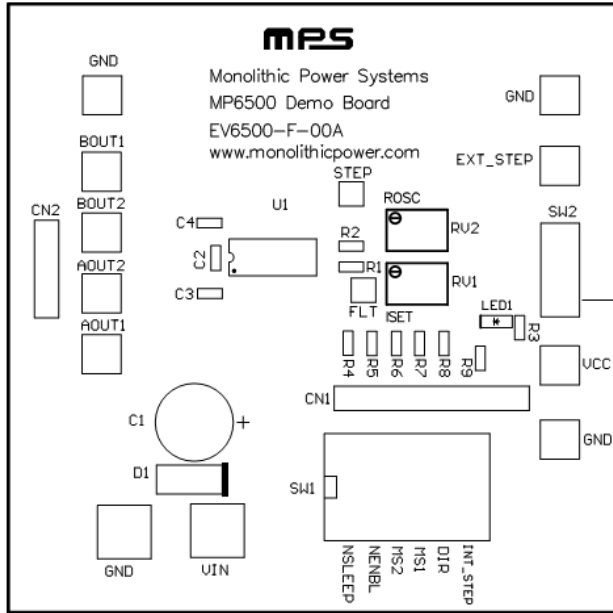 MPS
Monolithic Power Systems
MP6500 Demo Board
EV6500-F-00A
www.monolithicpower.com
GND
BOUT1
CN2
BOUT2
AOUT2
AOUT1
C4
C2
C3
U1
STEP
ROSC
RV2
R2
R1
RV1
FLT
ISET
GND
EXT_STEP
SW2
LED1
R3
R4
R5
R6
R7
R8
R9
VCC
CN1
GND
C1
+
D1
SW1
GND
VIN
NSLEEP
NENBL
MS2
MS1
DIR
INT_STEP